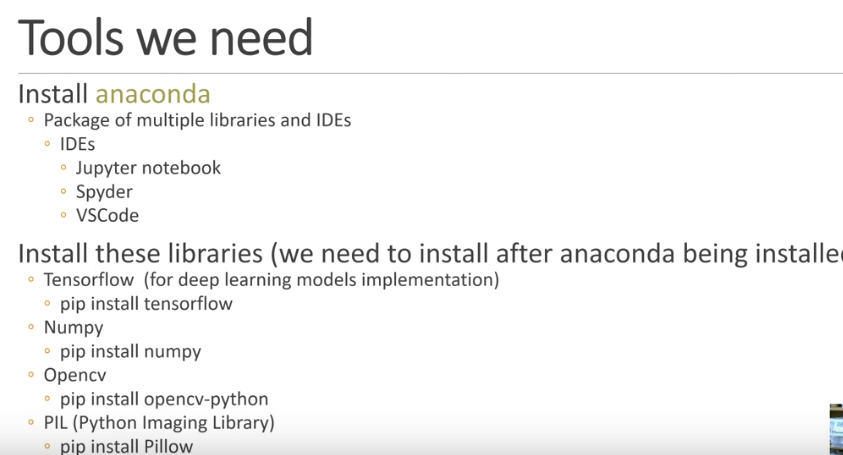 Tools we need
Install anaconda
◦ Package of multiple libraries and IDEs
◦ IDEs
◦ Jupyter notebook
◦ Spyder
◦ VSCode
Install these libraries (we need to install after anaconda being installe
◦ Tensorflow  (for deep learning models implementation)
◦ pip install tensorflow
◦ Numpy
◦ pip install numpy
◦ Opencv
◦ pip install opencv-python
◦ PIL (Python Imaging Library)
◦ pip install Pillow